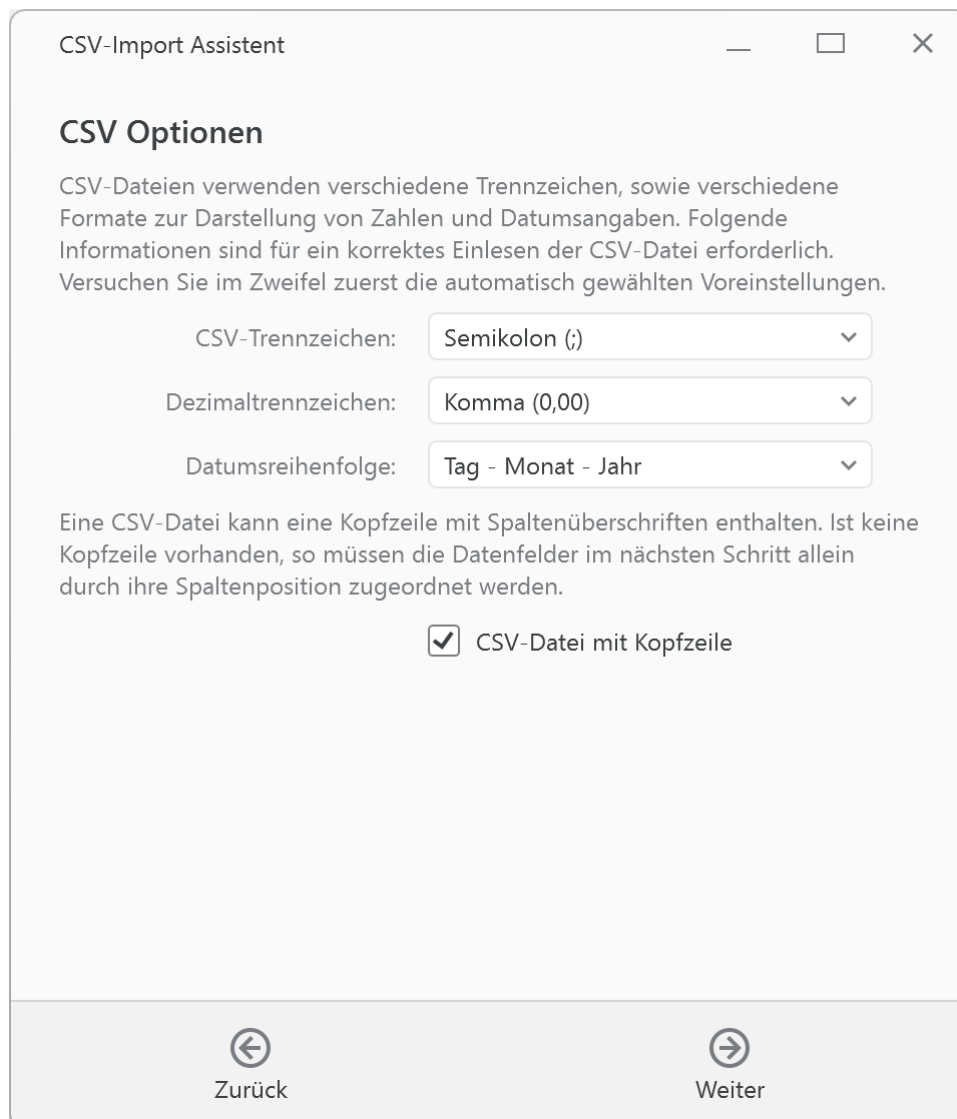 CSV-Import Assistent
CSV Optionen
CSV-Dateien verwenden verschiedene Trennzeichen, sowie verschiedene
Formate zur Darstellung von Zahlen und Datumsangaben. Folgende
Informationen sind für ein korrektes Einlesen der CSV-Datei erforderlich.
Versuchen Sie im Zweifel zuerst die automatisch gewählten Voreinstellungen.
CSV-Trennzeichen: Semikolon (;)
Dezimaltrennzeichen: Komma (0,00)
Datumsreihenfolge: Tag - Monat - Jahr
Eine CSV-Datei kann eine Kopfzeile mit Spaltenüberschriften enthalten. Ist keine
Kopfzeile vorhanden, so müssen die Datenfelder im nächsten Schritt allein
durch ihre Spaltenposition zugeordnet werden.
CSV-Datei mit Kopfzeile
Zurück Weiter